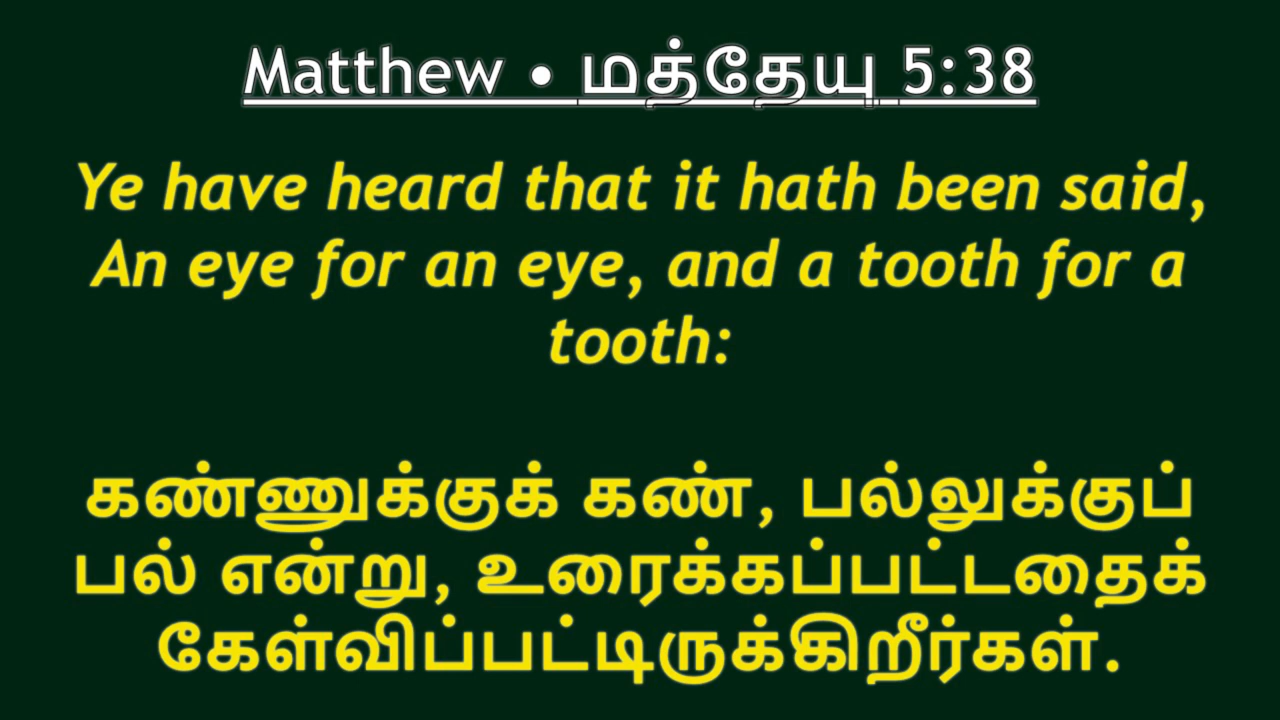 Matthew • மத்தேயு 5:38
Ye have heard that it hath been said,
An eye for an eye, and a tooth for a
tooth:
கண்ணுக்குக் கண், பல்லுக்குப்
பல் என்று, உரைக்கப்பட்டதைக்
கேள்விப்பட்டிருக்கிறீர்கள்.